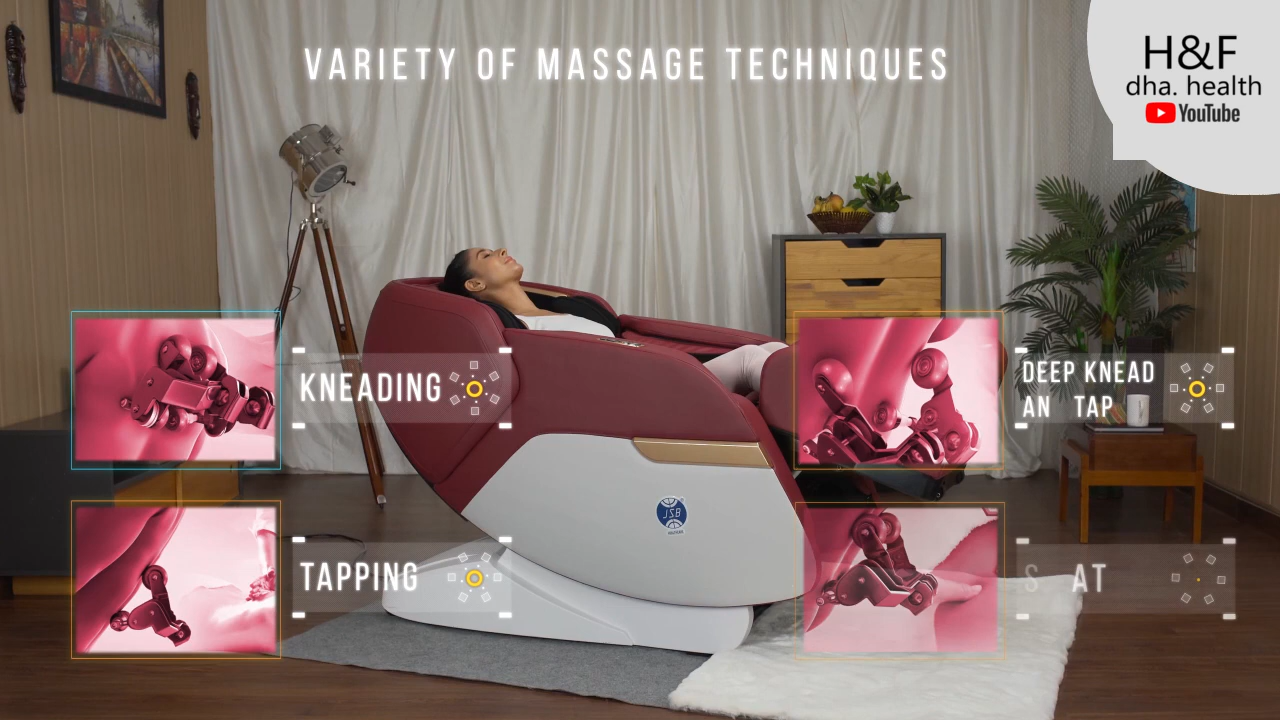 VARIETY OF MASSAGE TECHNIQUES
H&F
dha. health
YouTube
KNEADING
DEEP KNEAD
AN TAP
TAPPING
S AT
JSB